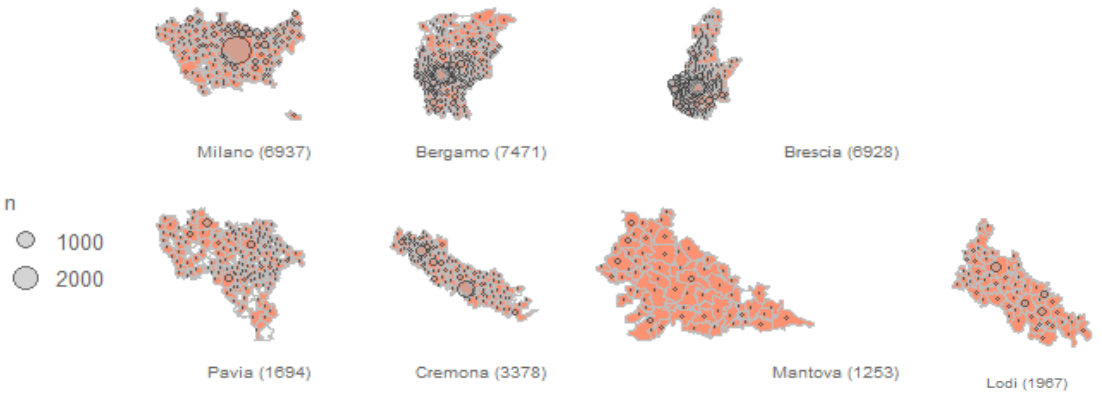 Milano (6937)
Bergamo (7471)
Brescia (6928)
n
1000
2000
Pavia (1694)
Cremona (3378)
Mantova (1253)
Lodi (1967)